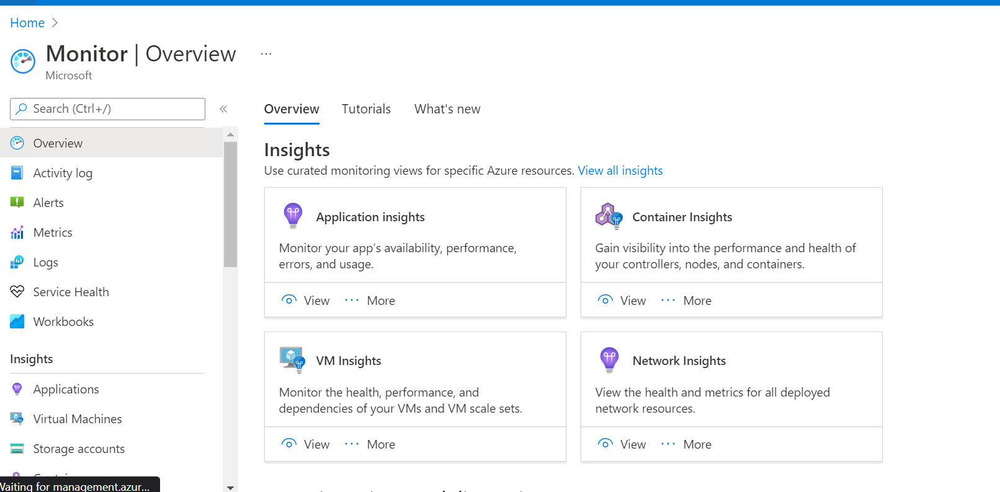 Home
Monitor | Overview
...
Microsoft
Search (Ctrl+/)
«
Overview
Activity log
Alerts
Metrics
Logs
Service Health
Workbooks
Insights
Applications
Virtual Machines
Storage accounts
Waiting for management.azur...
Overview Tutorials What's new
Insights
Use curated monitoring views for specific Azure resources. View all insights
Application insights
Monitor your app’s availability, performance,
errors, and usage.
View ... More
Container Insights
Gain visibility into the performance and health of
your controllers, nodes, and containers.
View ... More
VM Insights
Monitor the health, performance, and
dependencies of your VMs and VM scale sets.
View ... More
Network Insights
View the health and metrics for all deployed
network resources.
View ... More